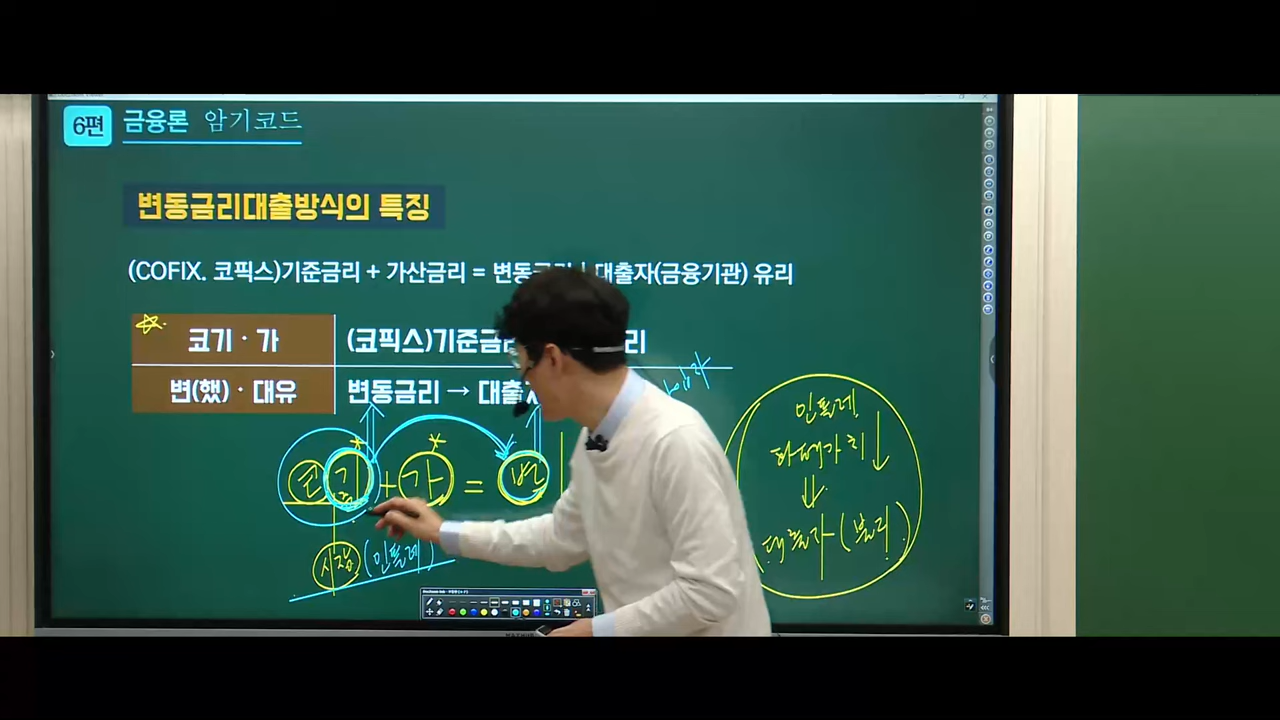 6편 금융론 암기코드
변동금리대출방식의 특징
(COFIX. 코픽스)기준금리 + 가산금리 = 변동금리 대출자(금융기관) 유리
코기 · 가 (코픽스)기준금 리
변(했) · 대유 변동금리 → 대출
코 기 + 가 = 변
시장 (인플레)
인플레 ↓
화폐가치
⇓
대출자 (불리)